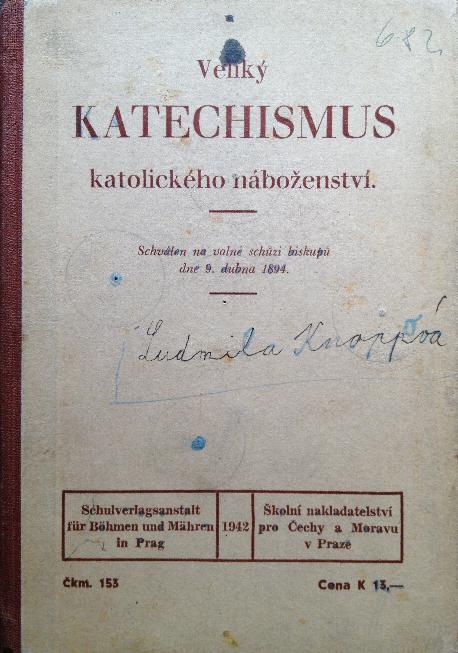 682
Veliký
KATECHISMUS
katolického náboženství.
Schválen na valné schůzi biskupů
dne 9. dubna 1894.
Ludmila Knoppová
Schulverlagsanstalt
für Böhmen und Mähren
in Prag
1942
Školní nakladatelství
pro Čechy a Moravu
v Praze
čkm. 153
Cena K 13,—